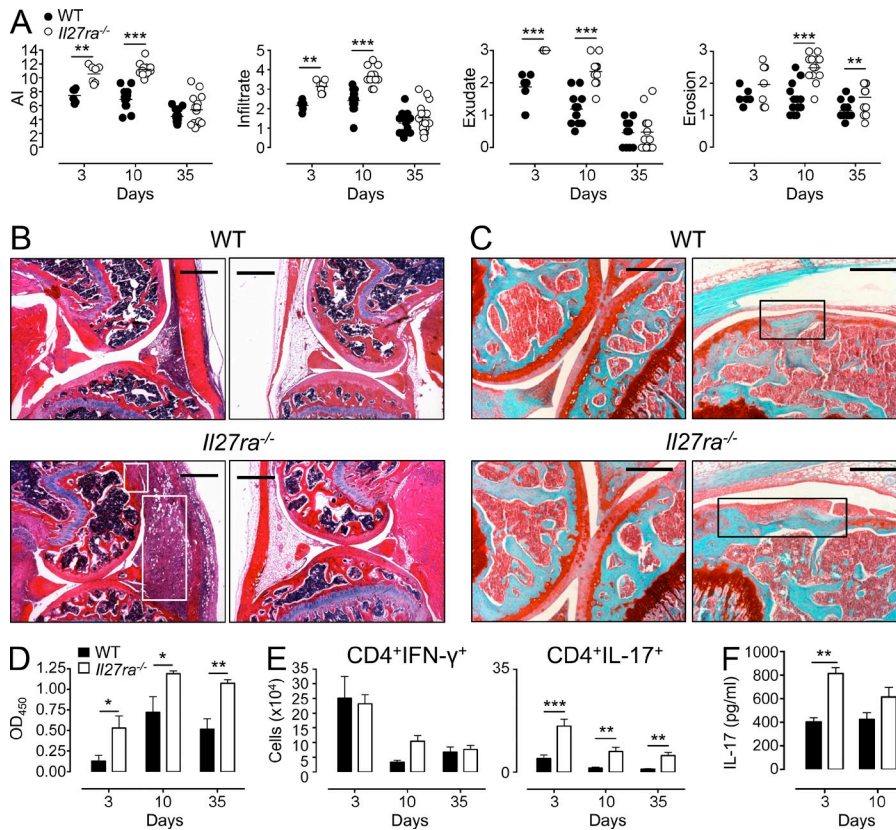 A
● WT
○ Il27ra-/-
AI
14
12
10
8
6
4
2
0
**
***
3 10 35
Days
Infiltrate
5
4
3
2
1
0
**
***
3 10 35
Days
Exudate
3
2
1
0
***
***
3 10 35
Days
Erosion
3
2
1
0
***
**
3 10 35
Days
B
WT
Il27ra-/-
C
WT
Il27ra-/-
D
WT
Il27ra-/-
OD450
1.25
1.00
0.75
0.50
0.25
0.00
*
*
**
3 10 35
Days
E
CD4+IFN-γ+
Cells (x10⁴)
35
30
25
20
15
10
5
0
3 10 35
Days
CD4+IL-17+
35
0
***
**
**
3 10 35
Days
F
IL-17 (pg/ml)
1000
800
600
400
200
0
**
3 10
Days